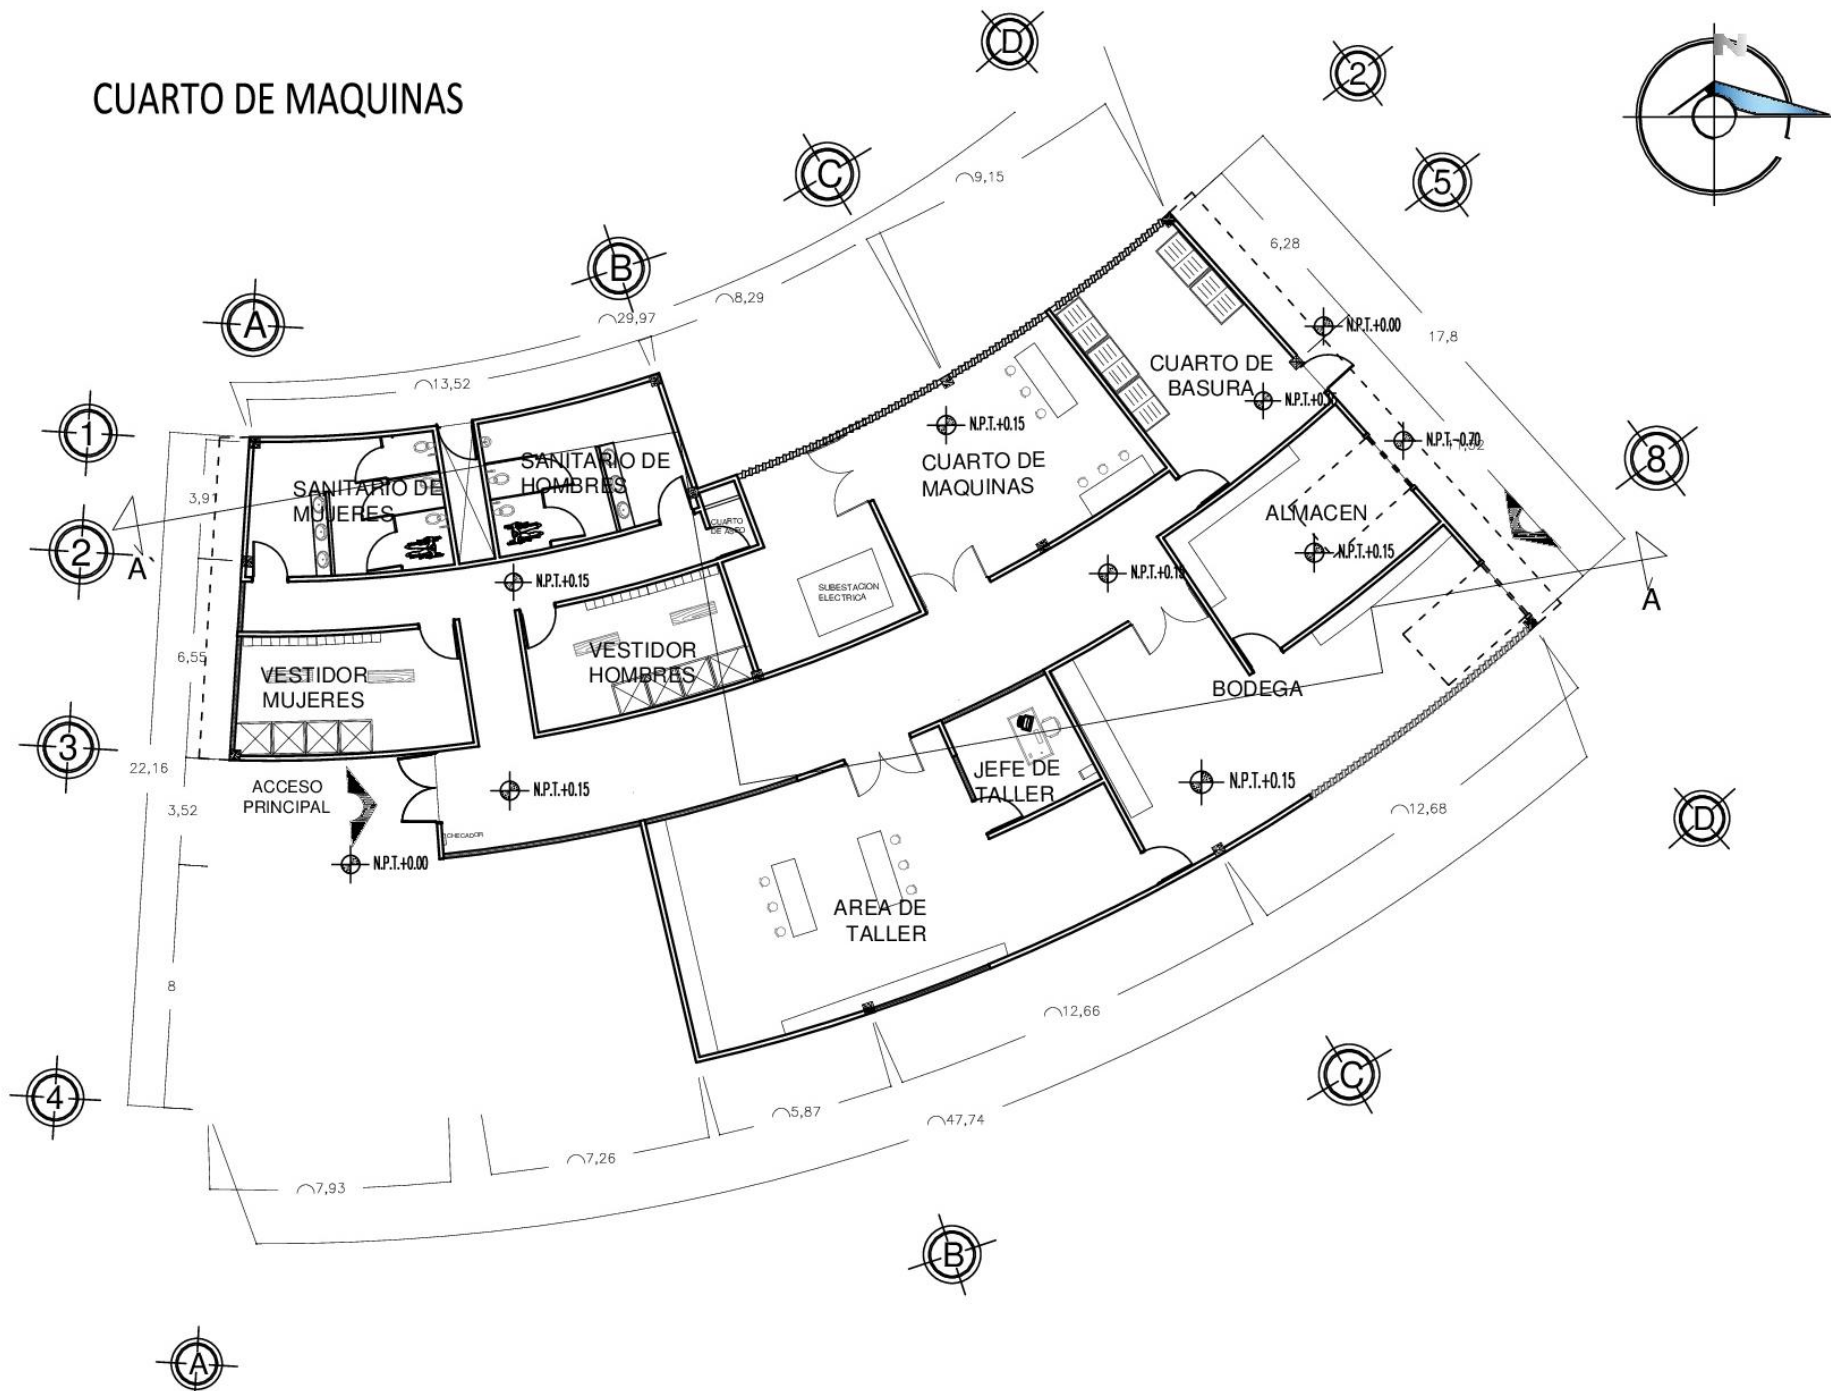 CUARTO DE MAQUINAS
N
D
2
C
5
B
A
1
2
3
4
8
D
C
B
A
A`
A
9,15
8,29
29,97
13,52
6,28
17,8
3,91
6,55
22,16
3,52
8
12,68
12,66
5,87
47,74
7,26
7,93
SANITARIO DE
MUJERES
SANITARIO DE
HOMBRES
CUARTO
DE ASEO
CUARTO DE
MAQUINAS
N.P.T.+0.15
CUARTO DE
BASURA
N.P.T.+0.00
N.P.T.-0.70
ALMACEN
N.P.T.+0.15
N.P.T.+0.15
SUBESTACION
ELECTRICA
N.P.T.+0.15
VESTIDOR
MUJERES
VESTIDOR
HOMBRES
BODEGA
N.P.T.+0.15
JEFE DE
TALLER
ACCESO
PRINCIPAL
N.P.T.+0.15
CHECADOR
N.P.T.+0.00
AREA DE
TALLER